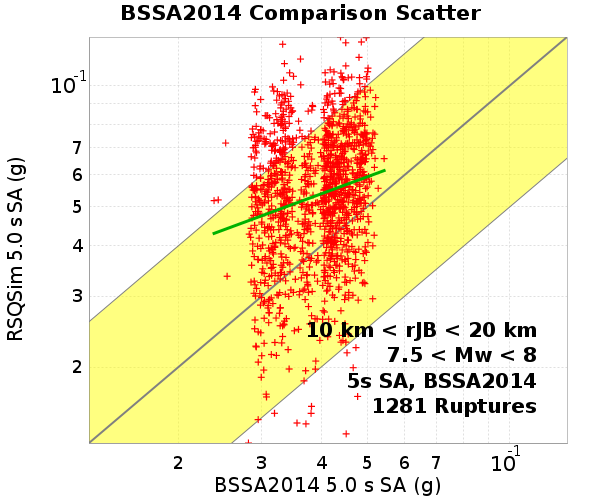 BSSA2014 Comparison Scatter
10-1
7
6
5
4
3
2
RSQSim 5.0 s SA (g)
10 km < rJB < 20 km
7.5 < Mw < 8
5s SA, BSSA2014
1281 Ruptures
2 3 4 5 6 7 10-1
BSSA2014 5.0 s SA (g)